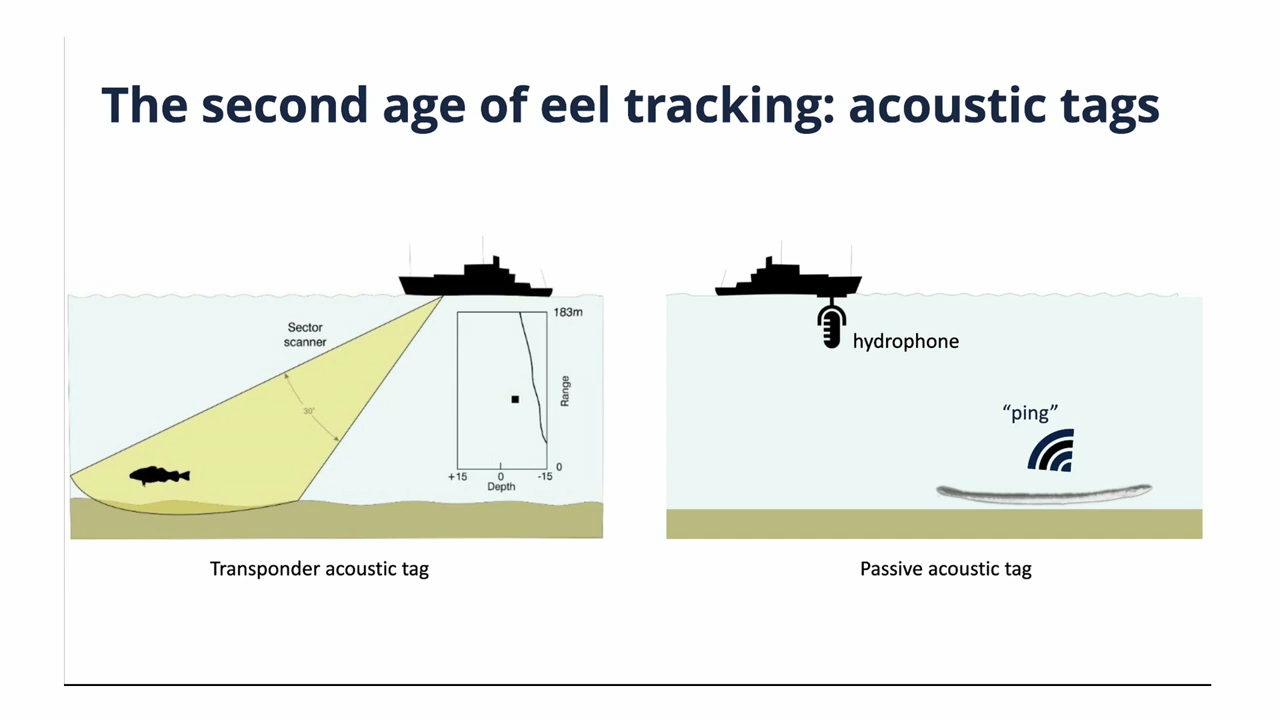 The second age of eel tracking: acoustic tags
Sector
scanner
30°
183m
Range
0
+15 0 -15
Depth
Transponder acoustic tag
hydrophone
“ping”
Passive acoustic tag